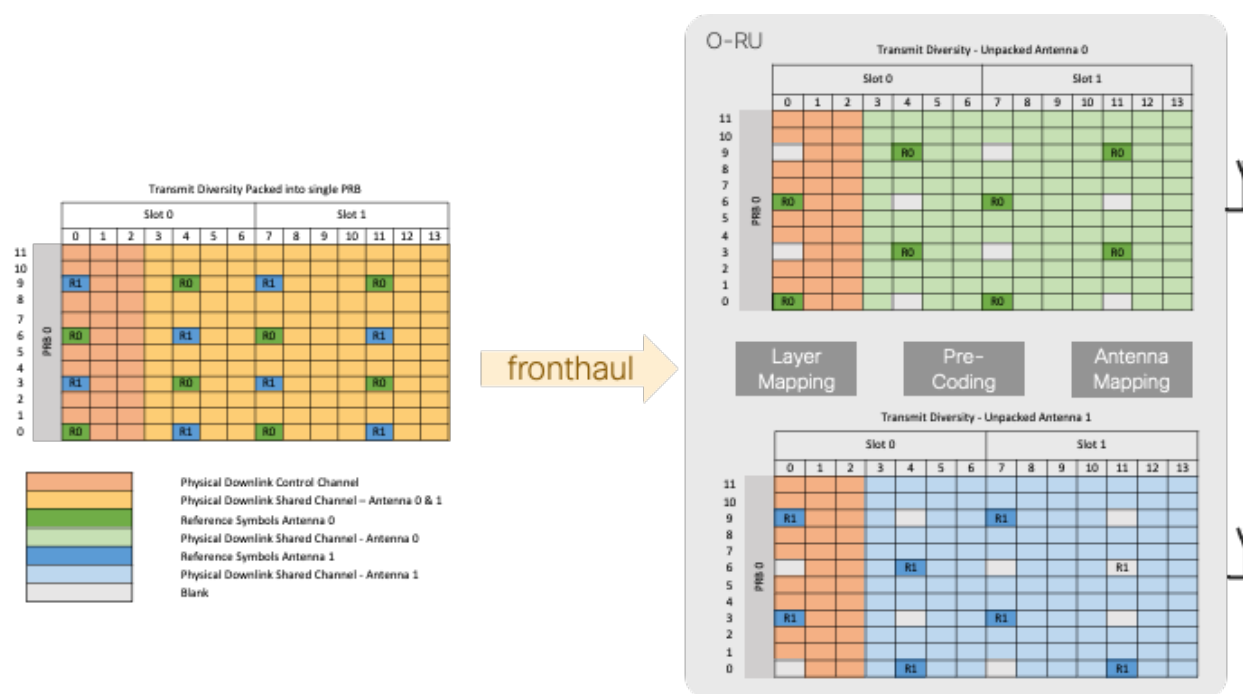 Transmit Diversity Packed into single PRB
Slot 0 Slot 1
0 1 2 3 4 5 6 7 8 9 10 11 12 13
11
10
9 R1 R0 R1 R0
8
7
6 R0 R1 R0 R1
5
4
3 R1 R0 R1 R0
2
1
0 R0 R1 R0 R1
PRB 0
Physical Downlink Control Channel
Physical Downlink Shared Channel – Antenna 0 & 1
Reference Symbols Antenna 0
Physical Downlink Shared Channel - Antenna 0
Reference Symbols Antenna 1
Physical Downlink Shared Channel - Antenna 1
Blank
fronthaul
O-RU
Transmit Diversity - Unpacked Antenna 0
Slot 0 Slot 1
0 1 2 3 4 5 6 7 8 9 10 11 12 13
11
10
9 R0 R0
8
7
6 R0 R0
5
4
3 R0 R0
2
1
0 R0 R0
PRB 0
Layer
Mapping
Pre-
Coding
Antenna
Mapping
Transmit Diversity - Unpacked Antenna 1
Slot 0 Slot 1
0 1 2 3 4 5 6 7 8 9 10 11 12 13
11
10
9 R1 R1
8
7
6 R1 R1
5
4
3 R1 R1
2
1
0 R1 R1
PRB 0